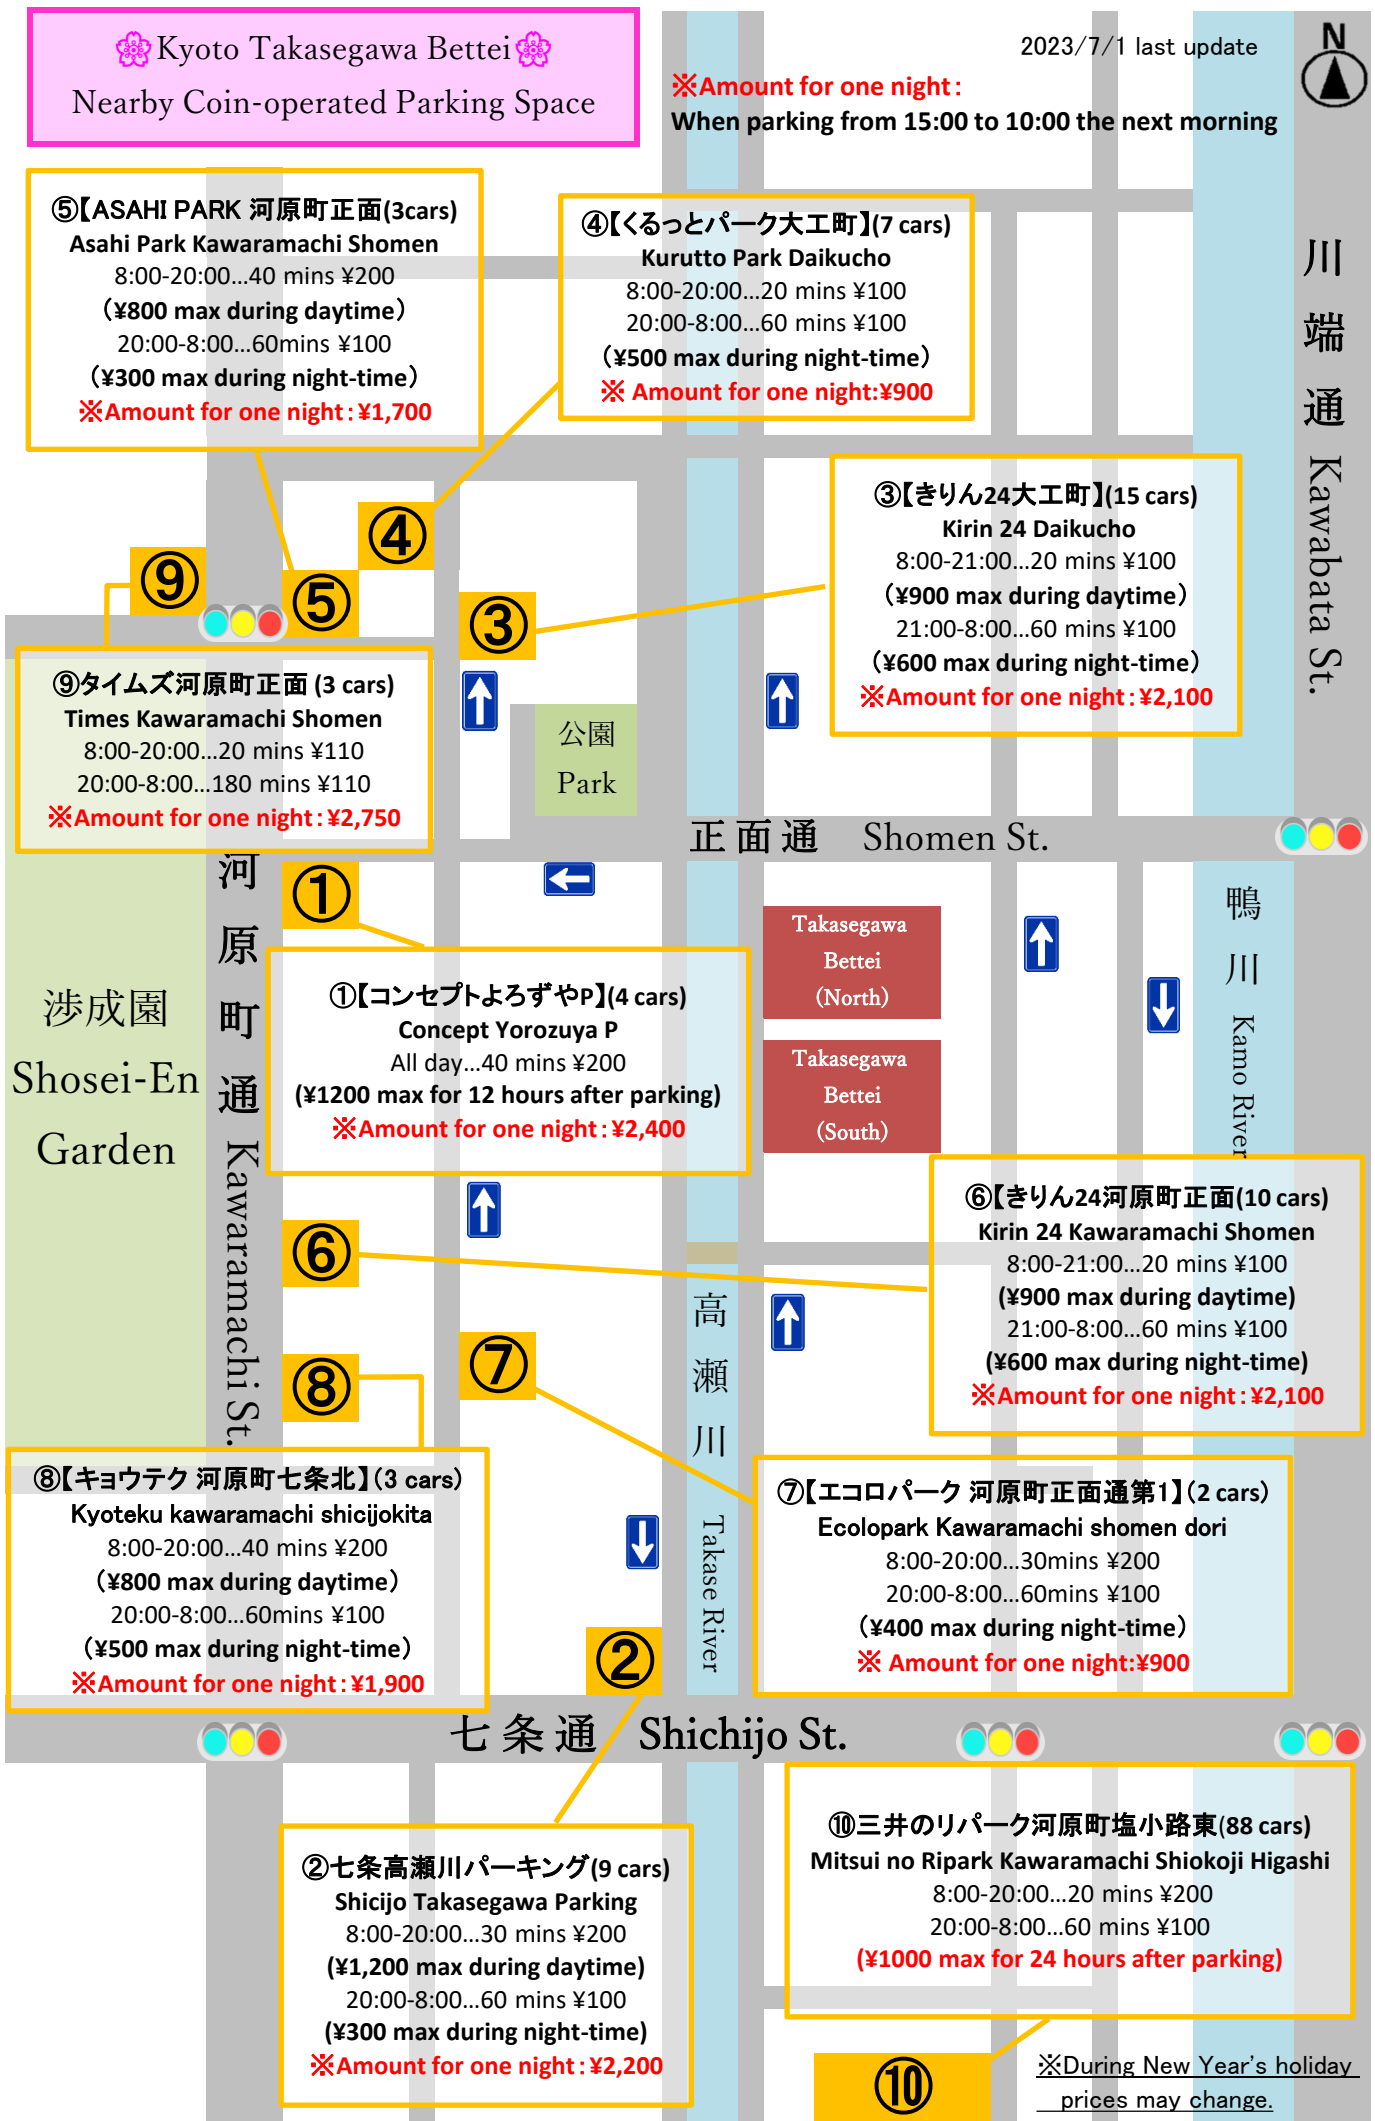 Kyoto Takasegawa Bettei
Nearby Coin-operated Parking Space
2023/7/1 last update
N
※Amount for one night:
When parking from 15:00 to 10:00 the next morning
⑤【ASAHI PARK 河原町正面(3cars)
Asahi Park Kawaramachi Shomen
8:00-20:00…40 mins ¥200
(¥800 max during daytime)
20:00-8:00…60mins ¥100
(¥300 max during night-time)
※Amount for one night:¥1,700
④【くるっとパーク大工町】(7 cars)
Kurutto Park Daikucho
8:00-20:00…20 mins ¥100
20:00-8:00…60 mins ¥100
(¥500 max during night-time)
※ Amount for one night:¥900
川端通 Kawabata St.
③【きりん24大工町】(15 cars)
Kirin 24 Daikucho
8:00-21:00…20 mins ¥100
(¥900 max during daytime)
21:00-8:00…60 mins ¥100
(¥600 max during night-time)
※Amount for one night:¥2,100
④
⑨
⑤
③
⑨タイムズ河原町正面 (3 cars)
Times Kawaramachi Shomen
8:00-20:00…20 mins ¥110
20:00-8:00…180 mins ¥110
※Amount for one night:¥2,750
公園
Park
正面通 Shomen St.
河原町通 Kawaramachi St.
①
鴨川 Kamo River
Takasegawa
Bettei
(North)
Takasegawa
Bettei
(South)
渉成園
Shosei-En
Garden
①【コンセプトよろずやP】(4 cars)
Concept Yorozuya P
All day…40 mins ¥200
(¥1200 max for 12 hours after parking)
※Amount for one night:¥2,400
⑥
⑥【きりん24河原町正面(10 cars)
Kirin 24 Kawaramachi Shomen
8:00-21:00…20 mins ¥100
(¥900 max during daytime)
21:00-8:00…60 mins ¥100
(¥600 max during night-time)
※Amount for one night:¥2,100
高瀬川 Takase River
⑦
⑧
⑧【キョウテク 河原町七条北】(3 cars)
Kyoteku kawaramachi shicijokita
8:00-20:00…40 mins ¥200
(¥800 max during daytime)
20:00-8:00…60mins ¥100
(¥500 max during night-time)
※Amount for one night:¥1,900
⑦【エコロパーク 河原町正面通第1】(2 cars)
Ecolopark Kawaramachi shomen dori
8:00-20:00…30mins ¥200
20:00-8:00…60mins ¥100
(¥400 max during night-time)
※ Amount for one night:¥900
②
七条通 Shichijo St.
②七条高瀬川パーキング(9 cars)
Shicijo Takasegawa Parking
8:00-20:00…30 mins ¥200
(¥1,200 max during daytime)
20:00-8:00…60 mins ¥100
(¥300 max during night-time)
※Amount for one night:¥2,200
⑩三井のリパーク河原町塩小路東(88 cars)
Mitsui no Ripark Kawaramachi Shiokoji Higashi
8:00-20:00…20 mins ¥200
20:00-8:00…60 mins ¥100
(¥1000 max for 24 hours after parking)
⑩
※During New Year's holiday
prices may change.